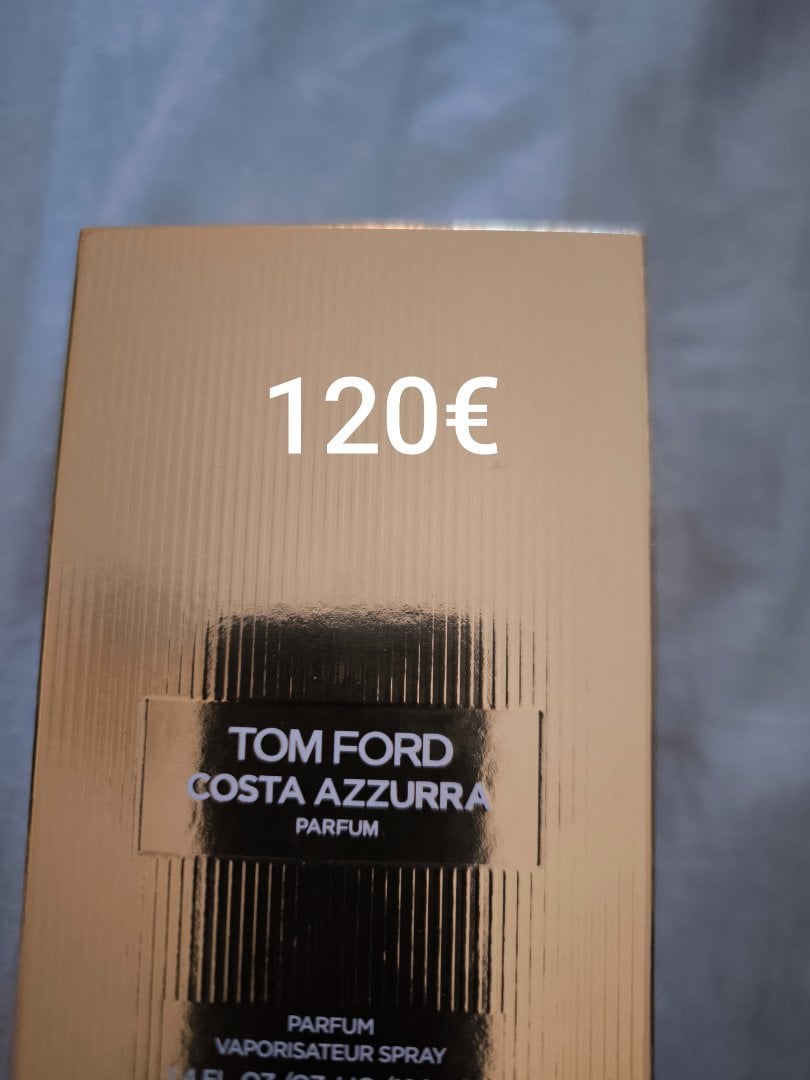 120€
TOM FORD
COSTA AZZURRA
PARFUM
PARFUM
VAPORISATEUR SPRAY